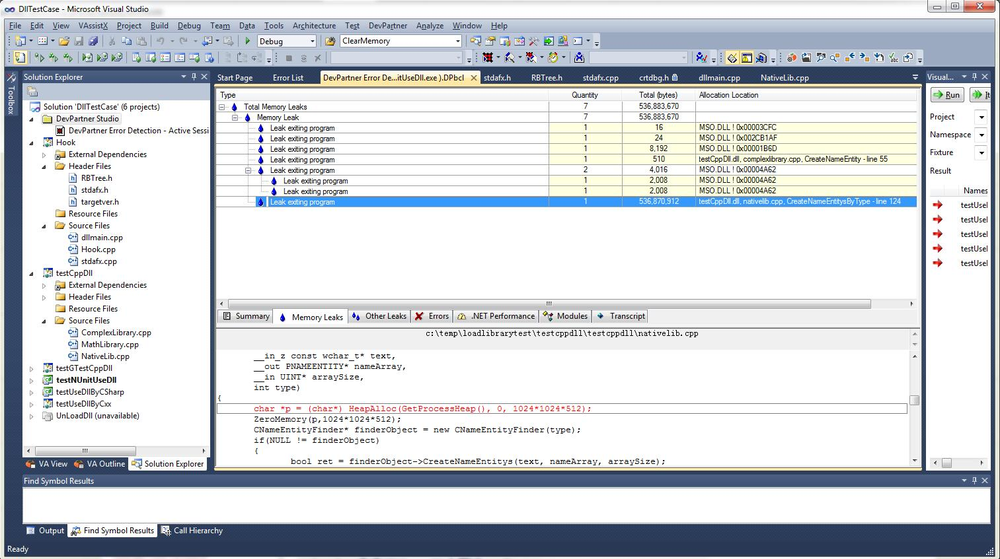 DllTestCase - Microsoft Visual Studio
File Edit View VAssistX Project Build Debug Team Data Tools Architecture Test DevPartner Analyze Window Help
Debug ClearMemory
Toolbox
Solution Explorer
Solution 'DllTestCase' (6 projects)
DevPartner Studio
DevPartner Error Detection - Active Sessi
Hook
External Dependencies
Header Files
RBTree.h
stdafx.h
targetver.h
Resource Files
Source Files
dllmain.cpp
Hook.cpp
stdafx.cpp
testCppDll
External Dependencies
Header Files
Resource Files
Source Files
ComplexLibrary.cpp
MathLibrary.cpp
NativeLib.cpp
testGTestCppDll
testNUnitUseDll
testUseDllByCSharp
testUseDllByCxx
UnLoadDll (unavailable)
VA View VA Outline Solution Explorer
Start Page Error List DevPartner Error De...itUseDll.exe ).DPbcl stdafx.h RBTree.h stdafx.cpp crtdbg.h dllmain.cpp NativeLib.cpp
Type Quantity Total (bytes) Allocation Location
Total Memory Leaks 7 536,883,670
Memory Leak 7 536,883,670
Leak exiting program 1 16 MSO.DLL ! 0x00003CFC
Leak exiting program 1 24 MSO.DLL ! 0x002CB1AF
Leak exiting program 1 8,192 MSO.DLL ! 0x00001B6D
Leak exiting program 1 510 testCppDll.dll, complexlibrary.cpp, CreateNameEntity - line 55
Leak exiting program 2 4,016 MSO.DLL ! 0x00004A62
Leak exiting program 1 2,008 MSO.DLL ! 0x00004A62
Leak exiting program 1 2,008 MSO.DLL ! 0x00004A62
Leak exiting program 1 536,870,912 testCppDll.dll, nativelib.cpp, CreateNameEntitysByType - line 124
Summary Memory Leaks Other Leaks Errors .NET Performance Modules Transcript
c:\temp\loadlibrarytest\testcppdll\testcppdll\nativelib.cpp
__in_z const wchar_t* text,
__out PNAMEENTITY* nameArray,
__in UINT* arraySize,
int type)
{
char *p = (char*) HeapAlloc(GetProcessHeap(), 0, 1024*1024*512);
ZeroMemory(p,1024*1024*512);
CNameEntityFinder* finderObject = new CNameEntityFinder(type);
if(NULL != finderObject)
{
bool ret = finderObject->CreateNameEntitys(text, nameArray, arraySize);
Visual...
Run It
Project
Namespace
Fixture
Result
Names
testUsel
testUsel
testUsel
testUsel
testUsel
Find Symbol Results
Output Find Symbol Results Call Hierarchy
Ready